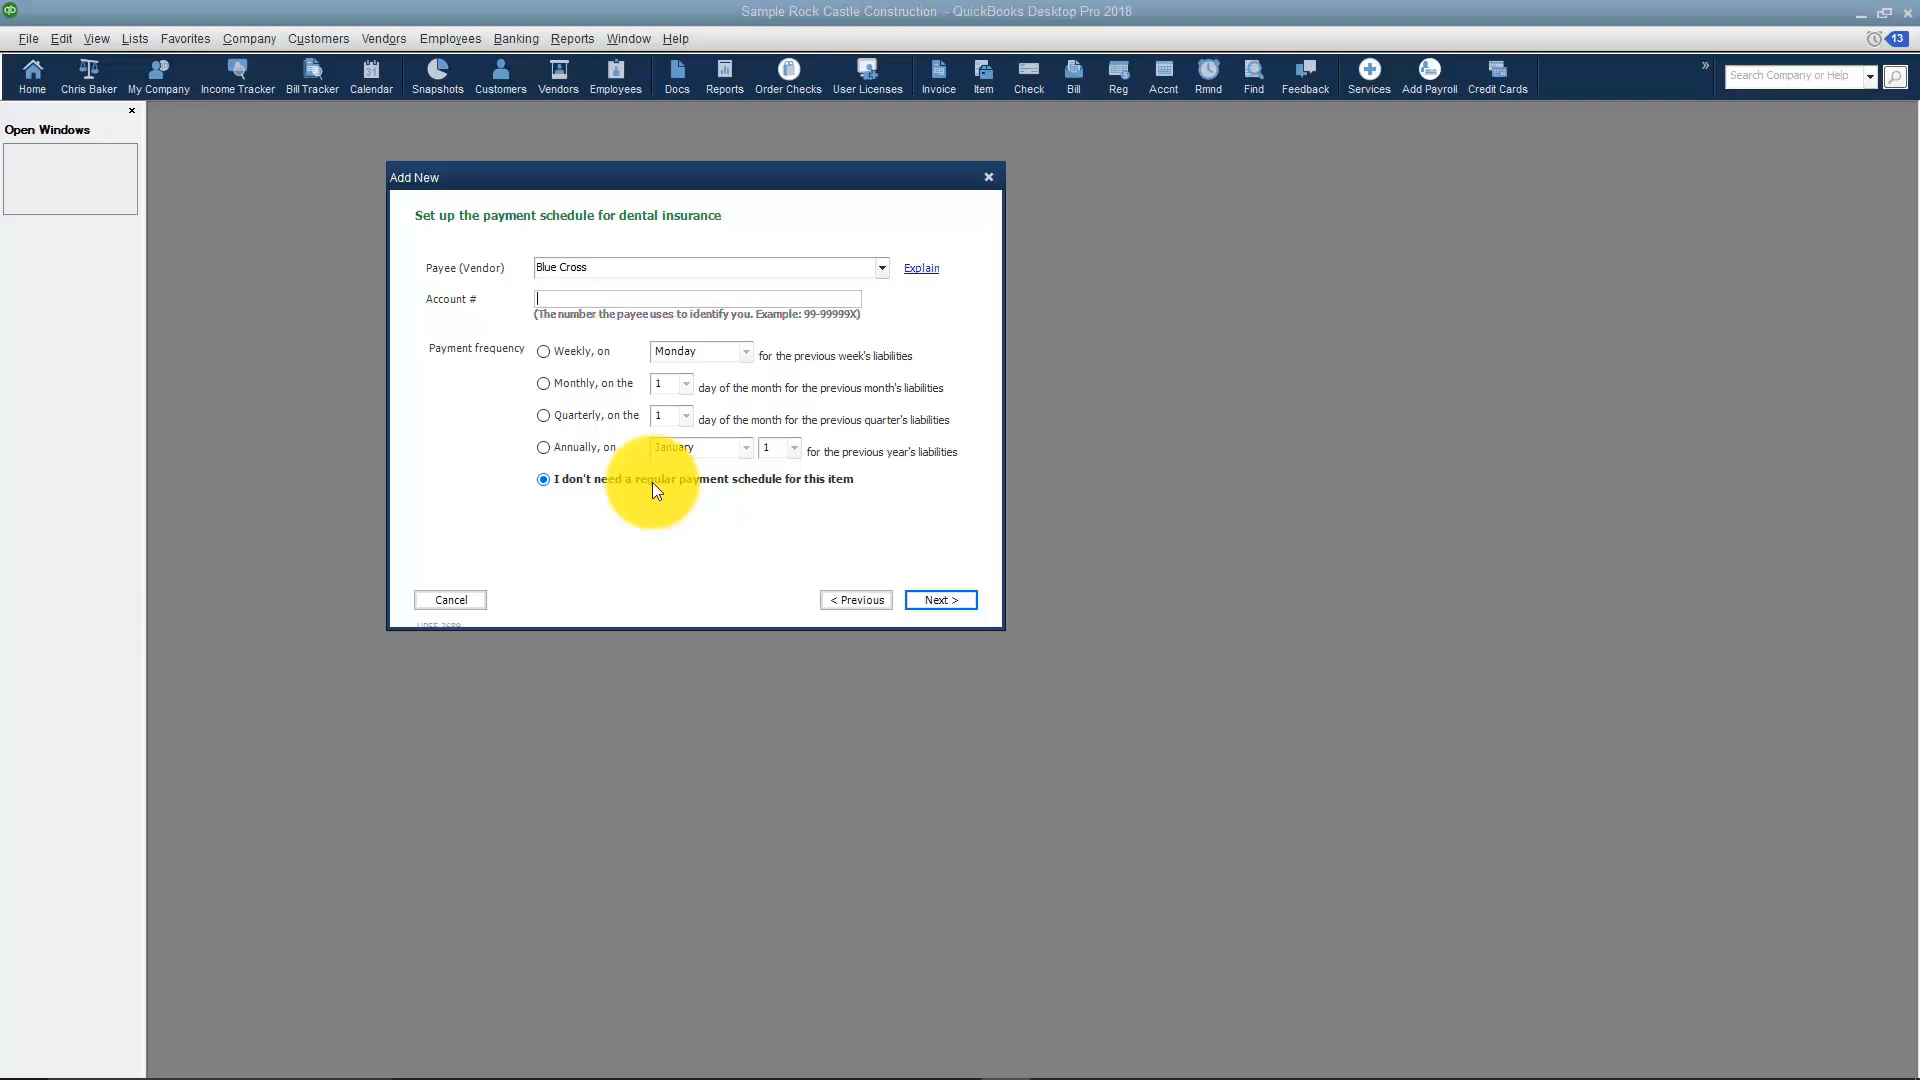 Sample Rock Castle Construction - QuickBooks Desktop Pro 2018
File Edit View Lists Favorites Company Customers Vendors Employees Banking Reports Window Help
13
Home Chris Baker My Company Income Tracker Bill Tracker Calendar Snapshots Customers Vendors Employees Docs Reports Order Checks User Licenses Invoice Item Check Bill Reg Accnt Rmnd Find Feedback Services Add Payroll Credit Cards
» Search Company or Help
Open Windows
Add New
Set up the payment schedule for dental insurance
Payee (Vendor) Blue Cross Explain
Account #
(The number the payee uses to identify you. Example: 99-99999X)
Payment frequency Weekly, on Monday for the previous week's liabilities
Monthly, on the 1 day of the month for the previous month's liabilities
Quarterly, on the 1 day of the month for the previous quarter's liabilities
Annually, on January 1 for the previous year's liabilities
I don't need a regular payment schedule for this item
Cancel < Previous Next >